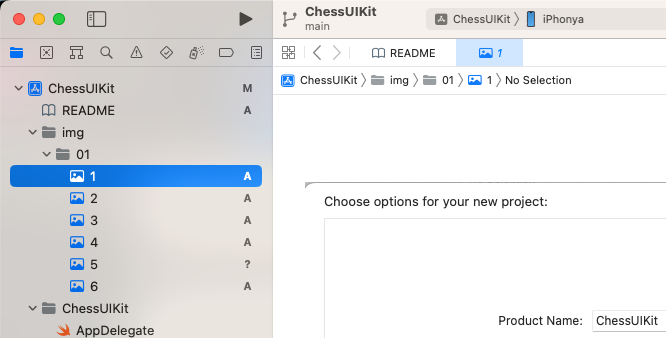 ChessUIKit
main
ChessUIKit 〉 iPhonya
README
1
ChessUIKit 〉 img 〉 01 〉 1 〉 No Selection
ChessUIKit M
README A
img
01
1 A
2 A
3 A
4 A
5 ?
6 A
ChessUIKit
AppDelegate
Choose options for your new project:
Product Name: ChessUIKit